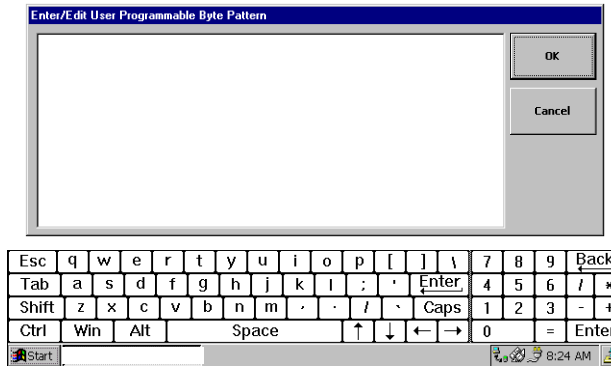 Enter/Edit User Programmable Byte Pattern
OK
Cancel
Esc q w e r t y u i o p [ ] \ 7 8 9 Back
Tab a s d f g h j k l ; ' Enter 4 5 6 / *
Shift z x c v b n m , . / ` Caps 1 2 3 - +
Ctrl Win Alt Space ↑ ↓ ← → 0 = Enter
Start 8:24 AM